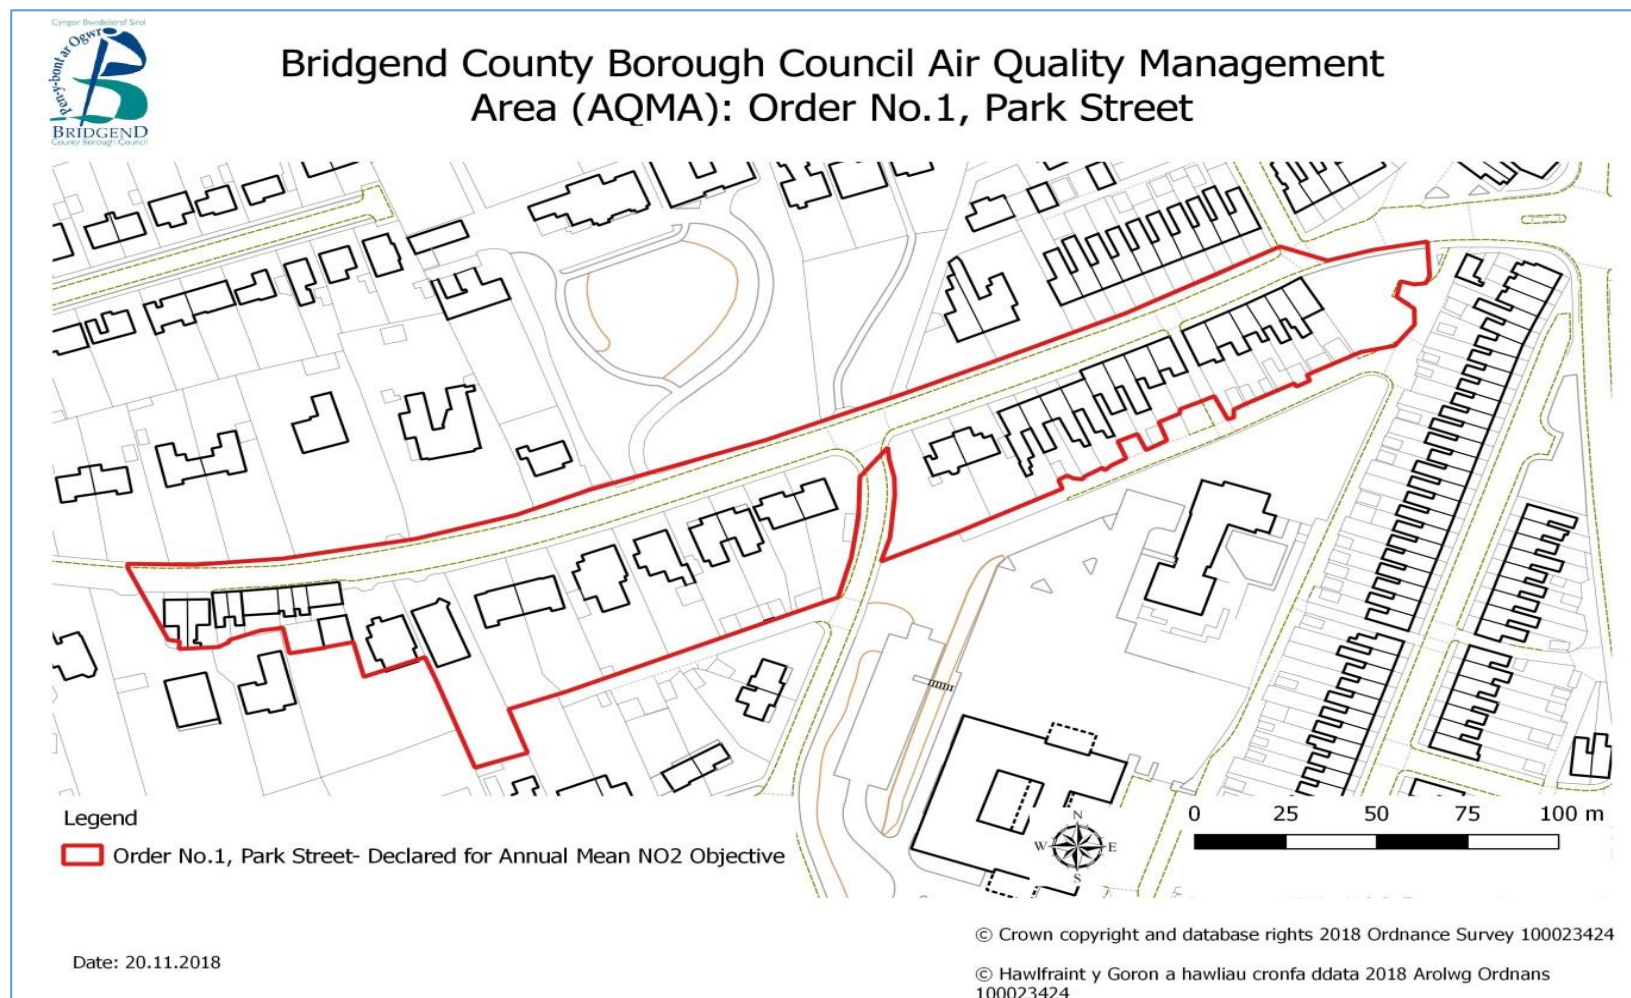 Cyngor Bwrdeistref Sirol
Pen-y-bont ar Ogwr
BRIDGEND
County Borough Council
Bridgend County Borough Council Air Quality Management
Area (AQMA): Order No.1, Park Street
Legend
Order No.1, Park Street- Declared for Annual Mean NO2 Objective
N
W E
S
0 25 50 75 100 m
Date: 20.11.2018
© Crown copyright and database rights 2018 Ordnance Survey 100023424
© Hawlfraint y Goron a hawliau cronfa ddata 2018 Arolwg Ordnans
100023424